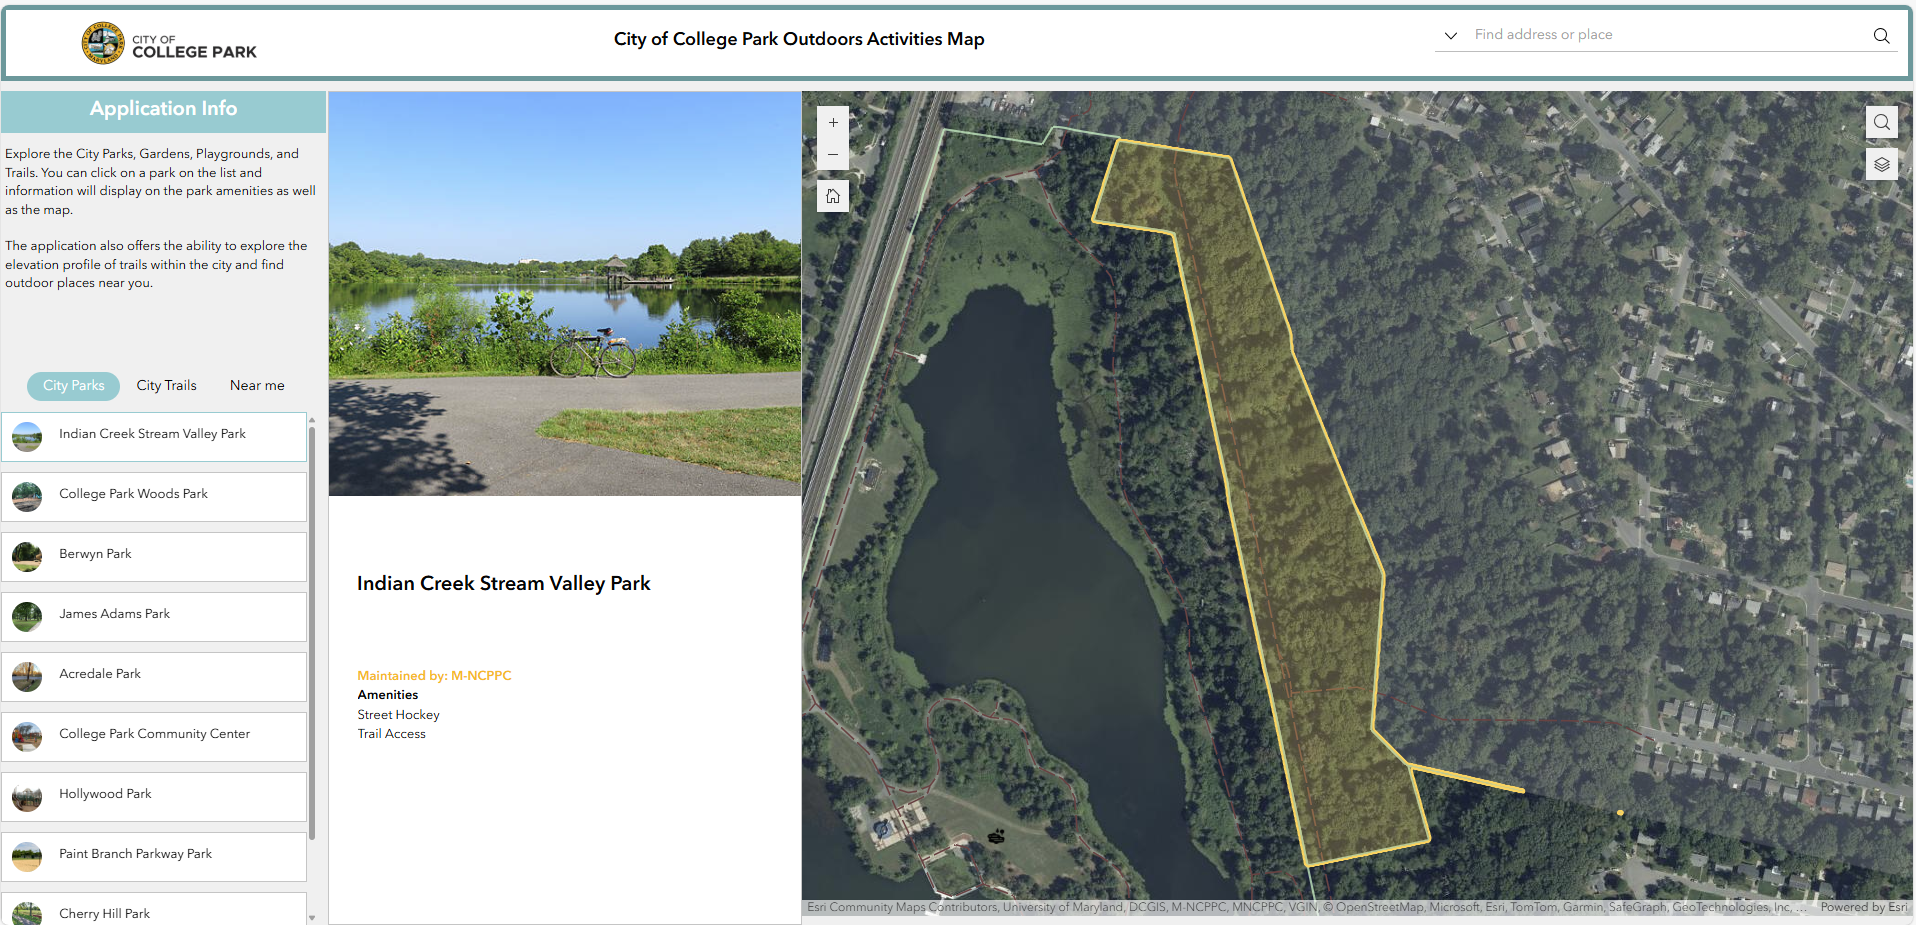 CITY OF
COLLEGE PARK
City of College Park Outdoors Activities Map
Find address or place
Application Info
Explore the City Parks, Gardens, Playgrounds, and
Trails. You can click on a park on the list and
information will display on the park amenities as well
as the map.
The application also offers the ability to explore the
elevation profile of trails within the city and find
outdoor places near you.
City Parks
City Trails
Near me
Indian Creek Stream Valley Park
College Park Woods Park
Berwyn Park
James Adams Park
Acredale Park
College Park Community Center
Hollywood Park
Paint Branch Parkway Park
Cherry Hill Park
Indian Creek Stream Valley Park
Maintained by: M-NCPPC
Amenities
Street Hockey
Trail Access
+
−
Esri Community Maps Contributors, University of Maryland, DCGIS, M-NCPPC, MNCPPC, VGIN, © OpenStreetMap, Microsoft, Esri, TomTom, Garmin, SafeGraph, GeoTechnologies, Inc, ...
Powered by Esri